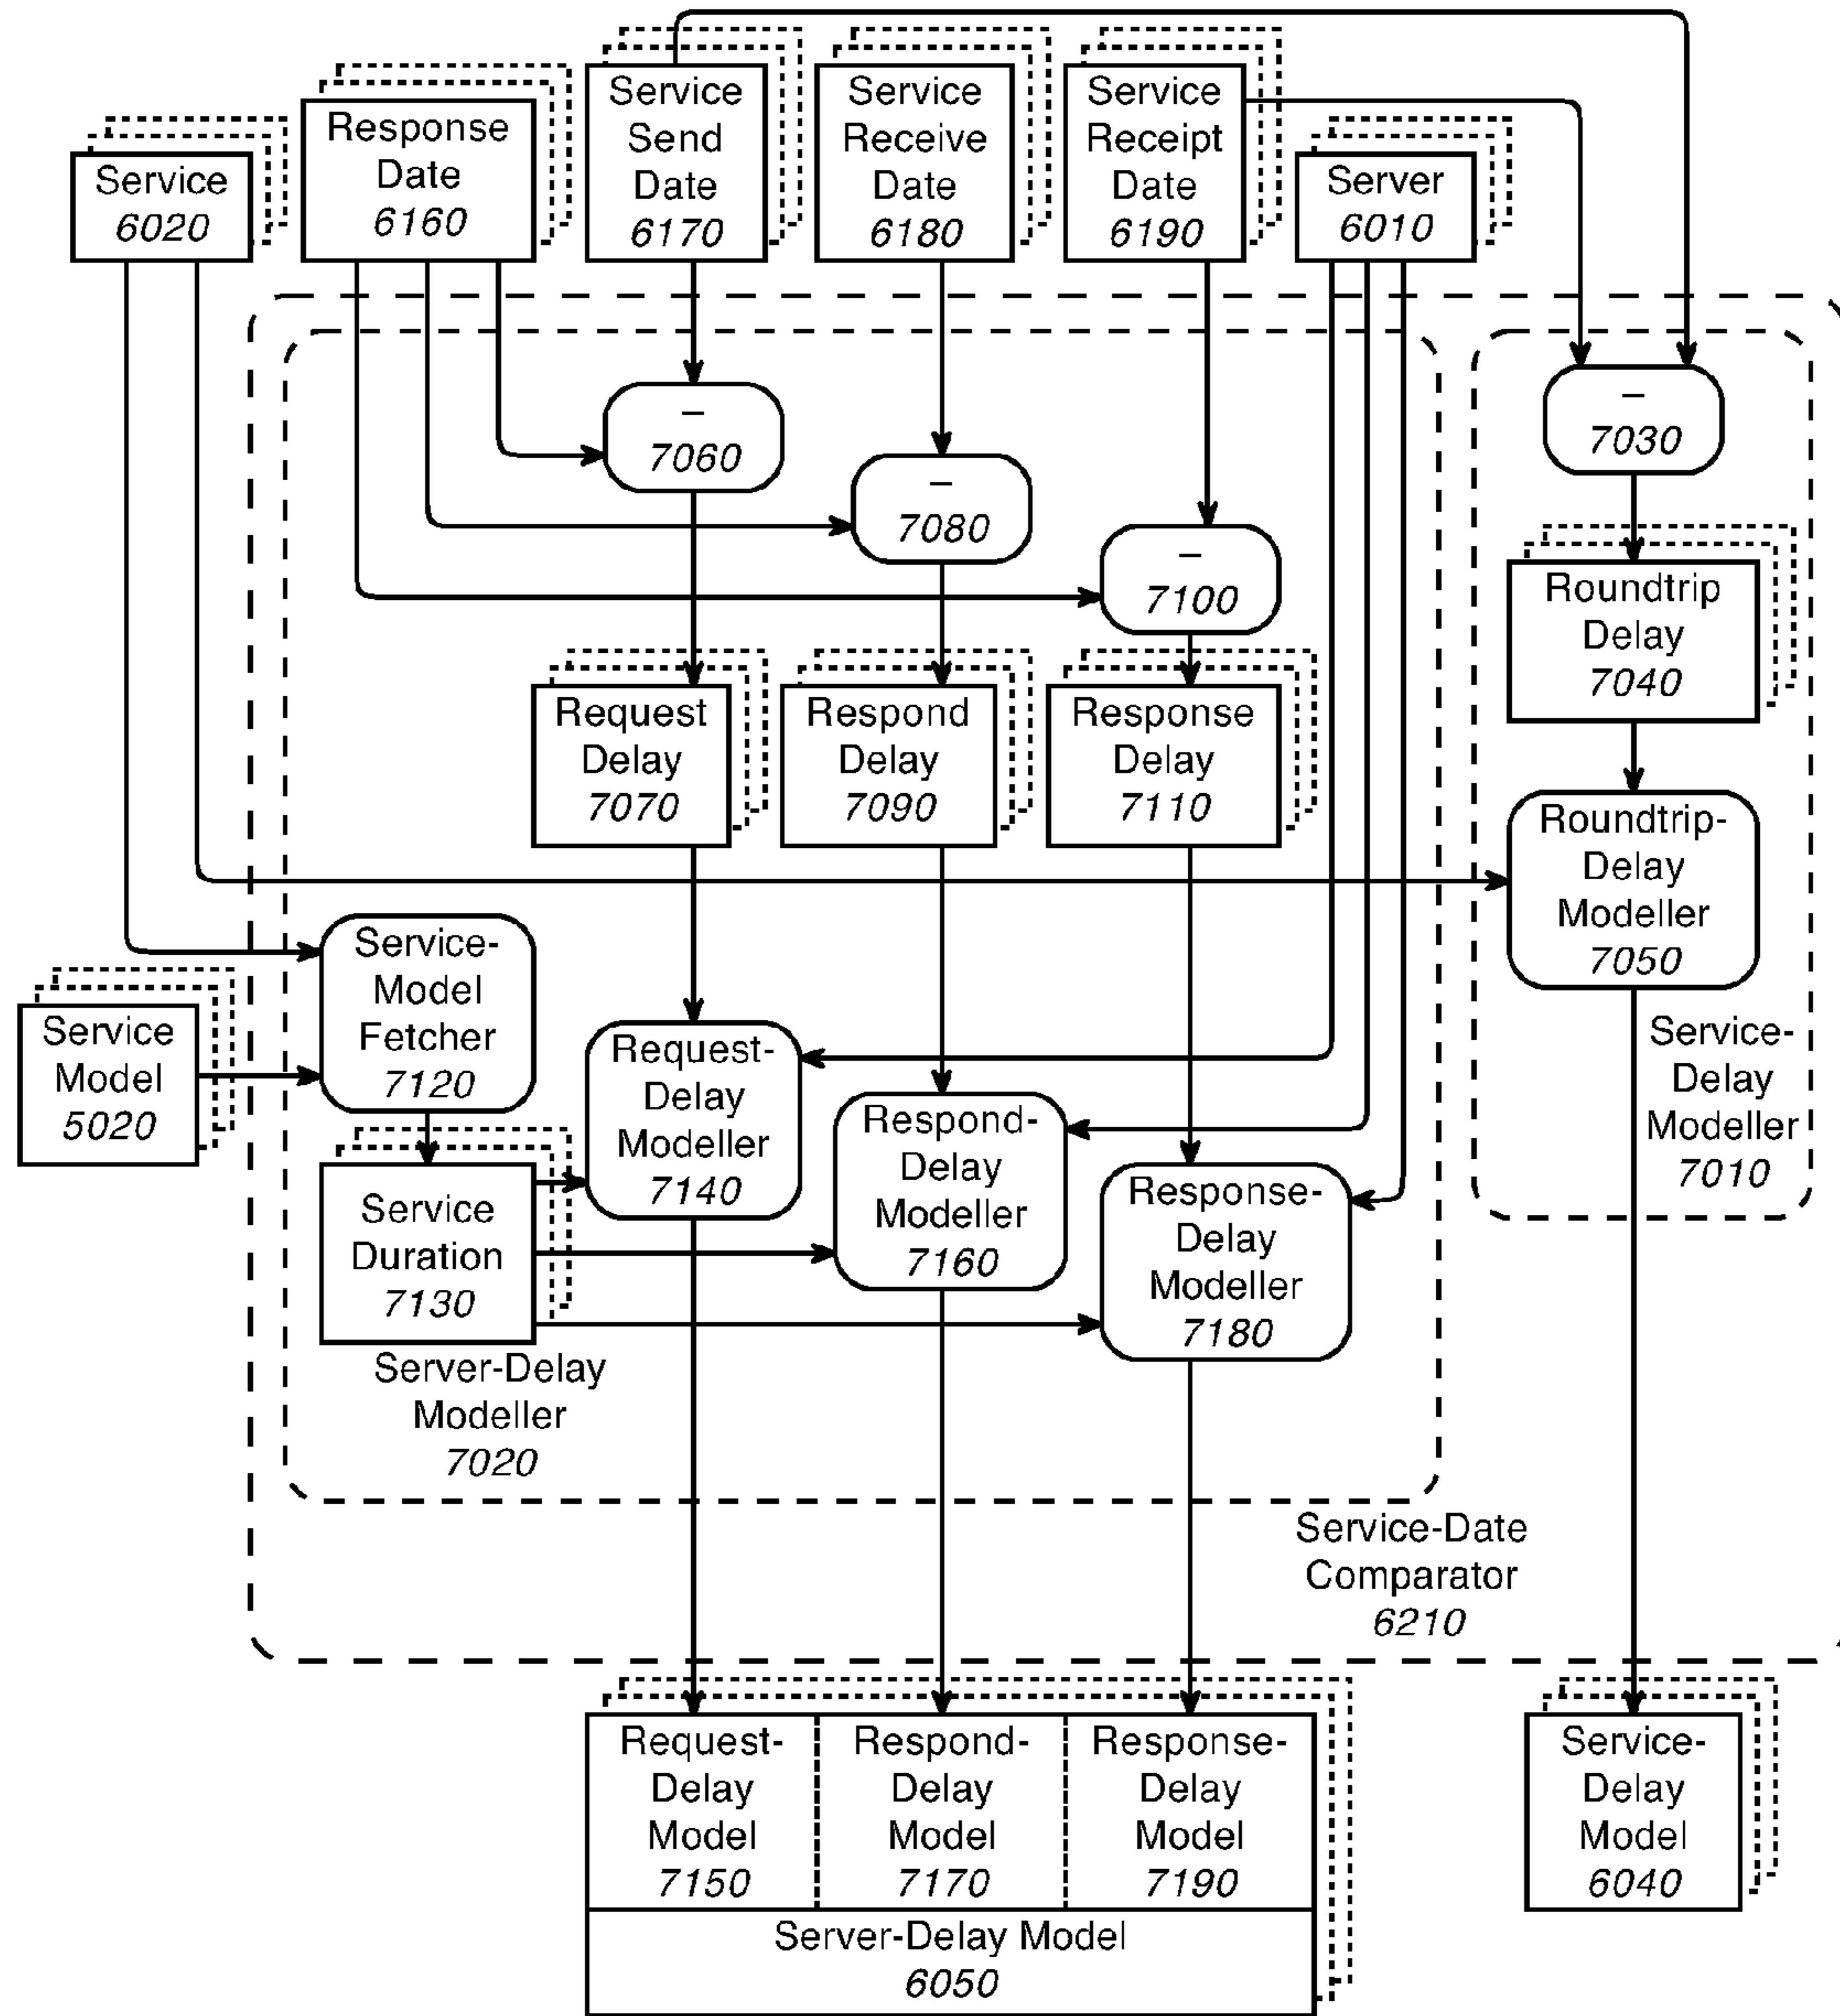 Service
6020
Response
Date
6160
Service
Send
Date
6170
Service
Receive
Date
6180
Service
Receipt
Date
6190
Server
6010
–
7060
–
7080
–
7100
–
7030
Request
Delay
7070
Respond
Delay
7090
Response
Delay
7110
Roundtrip
Delay
7040
Roundtrip-
Delay
Modeller
7050
Service-
Model
Fetcher
7120
Service
Model
5020
Request-
Delay
Modeller
7140
Respond-
Delay
Modeller
7160
Response-
Delay
Modeller
7180
Service-
Delay
Modeller
7010
Service
Duration
7130
Server-Delay
Modeller
7020
Service-Date
Comparator
6210
Request-
Delay
Model
7150
Respond-
Delay
Model
7170
Response-
Delay
Model
7190
Server-Delay Model
6050
Service-
Delay
Model
6040